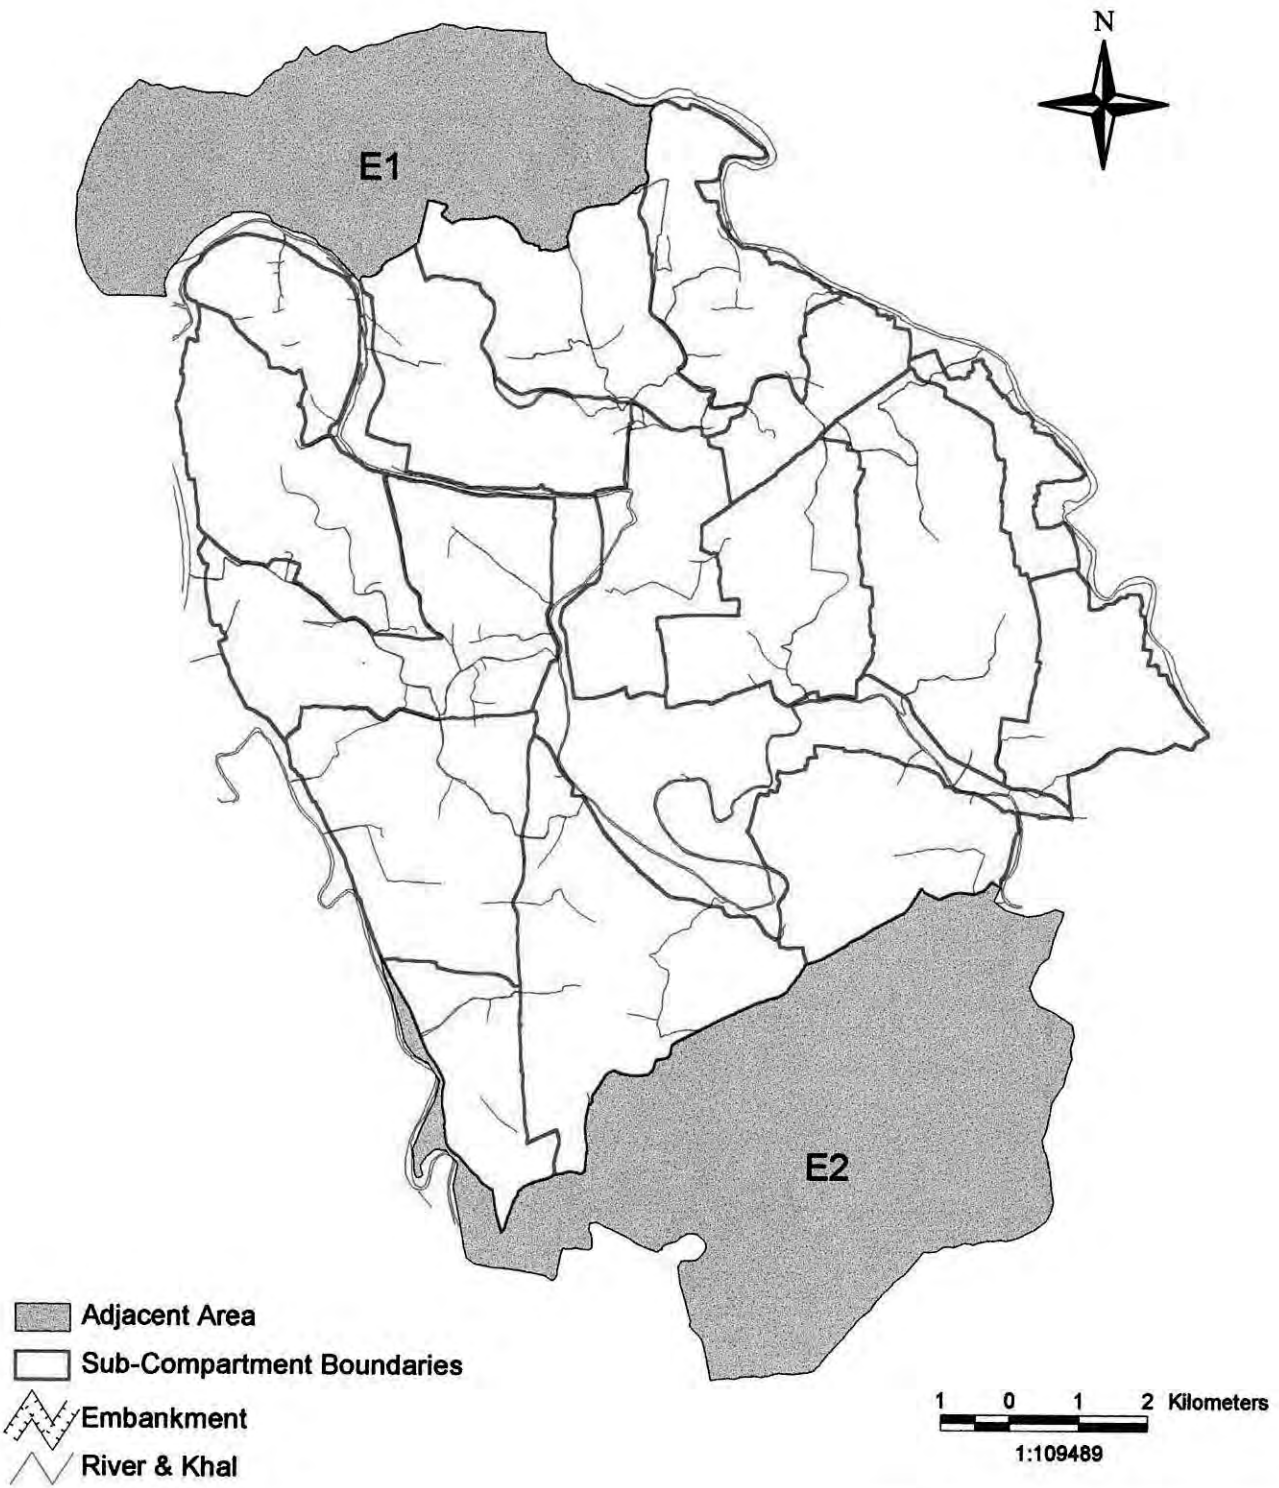 N
E1
E2
Adjacent Area
Sub-Compartment Boundaries
Embankment
River & Khal
1 0 1 2 Kilometers
1:109489